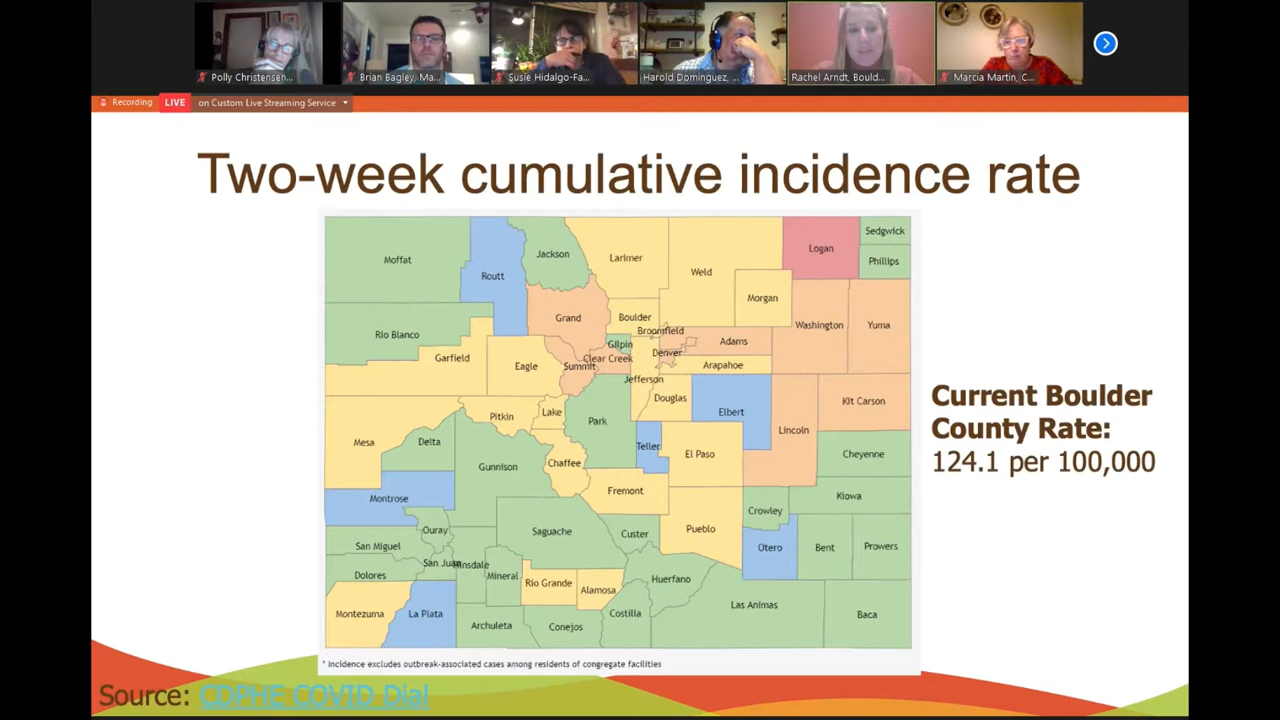 Polly Christensen...
Brian Bagley, Ma...
Susie Hidalgo-Fa...
Harold Dominguez, ...
Rachel Arndt, Bould...
Marcia Martin, C...
Recording
LIVE
on Custom Live Streaming Service
Two-week cumulative incidence rate
Moffat
Routt
Jackson
Larimer
Weld
Logan
Sedgwick
Phillips
Morgan
Rio Blanco
Grand
Boulder
Broomfield
Washington
Yuma
Garfield
Eagle
Summit
Gilpin
Clear Creek
Denver
Adams
Arapahoe
Jefferson
Douglas
Elbert
Kit Carson
Pitkin
Lake
Park
Lincoln
Mesa
Delta
Gunnison
Chaffee
Teller
El Paso
Cheyenne
Montrose
Fremont
Kiowa
Ouray
Saguache
Custer
Pueblo
Crowley
Otero
Bent
Prowers
San Miguel
San Juan
Hinsdale
Dolores
Mineral
Rio Grande
Alamosa
Huerfano
Las Animas
Montezuma
La Plata
Archuleta
Conejos
Costilla
Baca
Current Boulder
County Rate:
124.1 per 100,000
* Incidence excludes outbreak-associated cases among residents of congregate facilities
Source: CDPHE COVID Dial